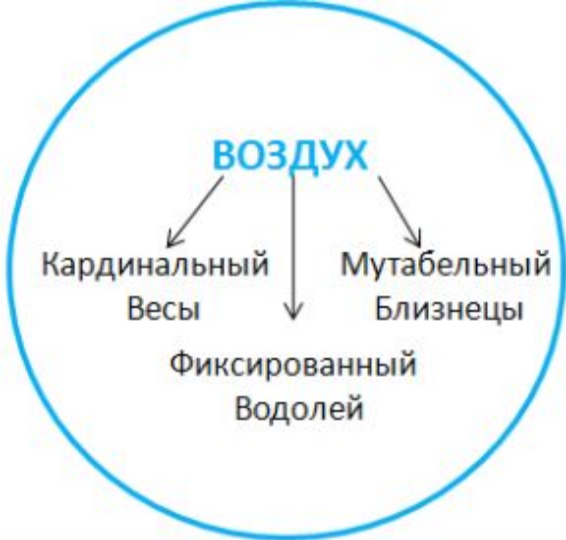 ВОЗДУХ
Кардинальный
Весы
Мутабельный
Близнецы
Фиксированный
Водолей